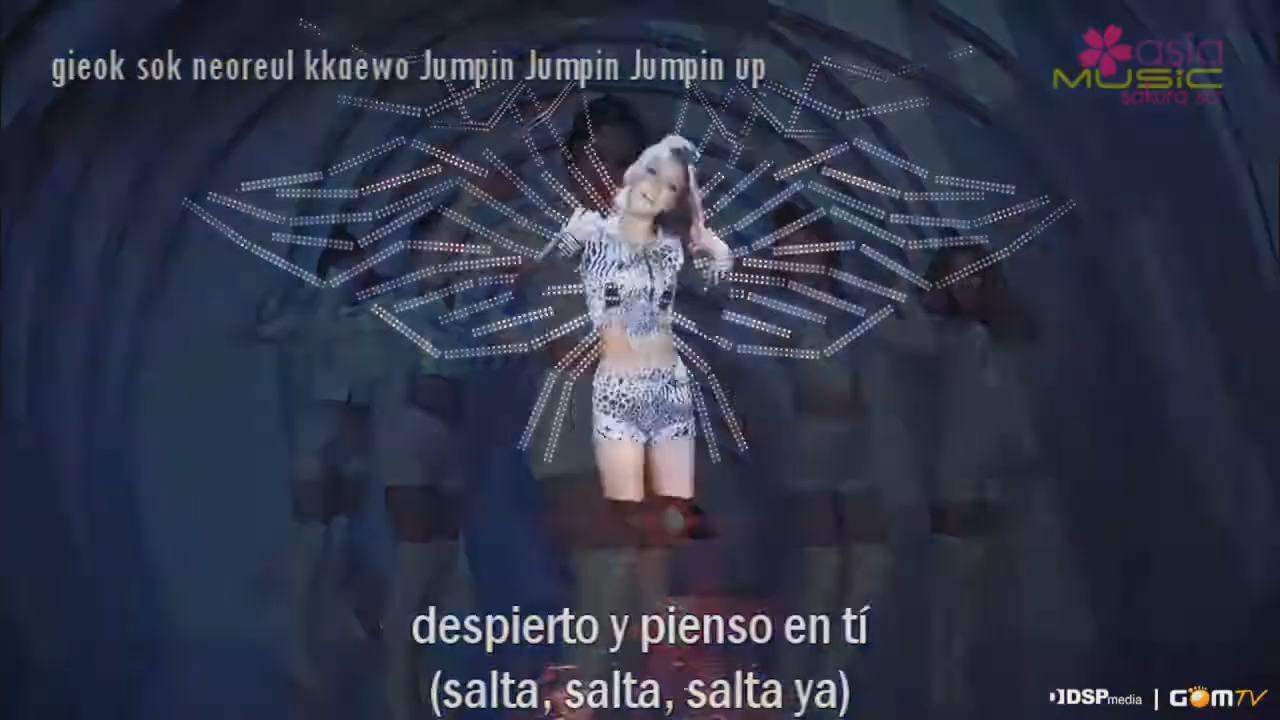 gieok sok neoreul kkaewo Jumpin Jumpin Jumpin up
asia
MUSIC
sakura scr
despierto y pienso en tí
(salta, salta, salta ya)
DSPmedia | GOMTV